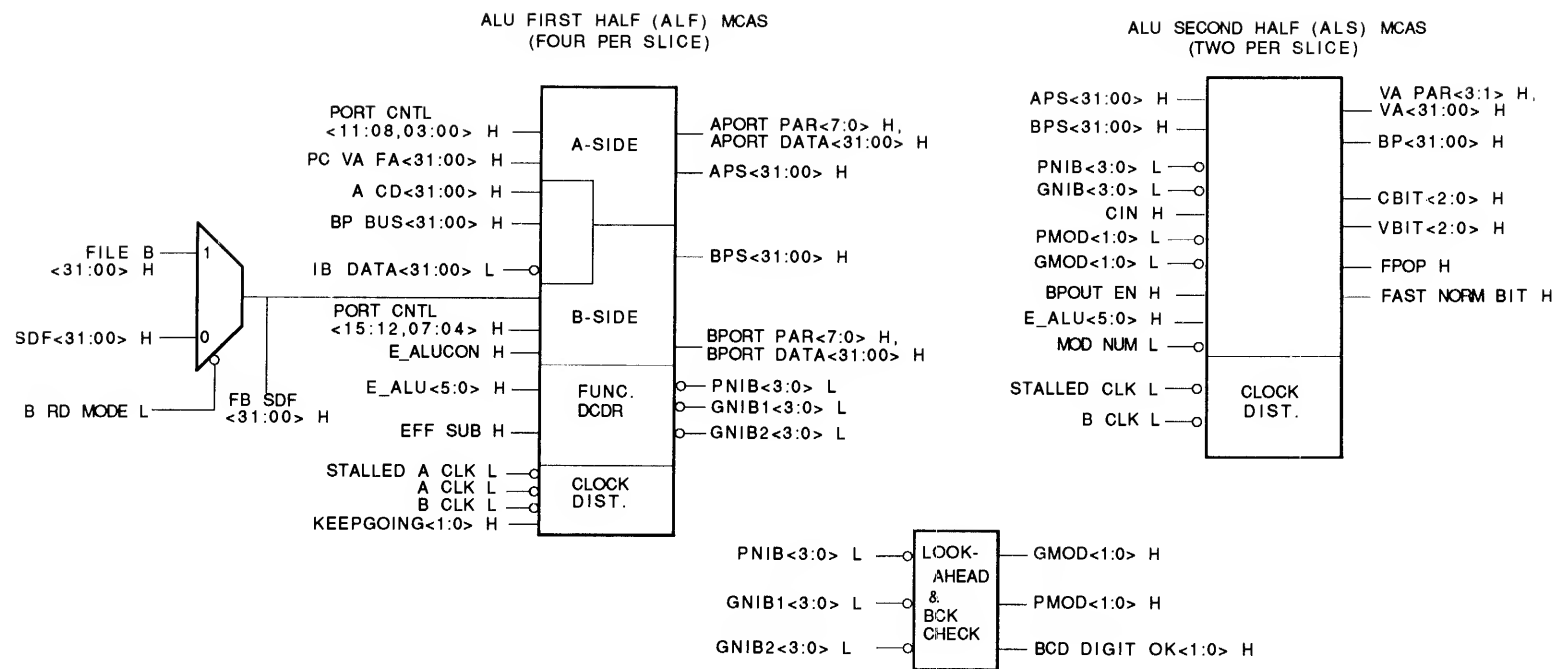 ALU FIRST HALF (ALF) MCAS
(FOUR PER SLICE)
PORT CNTL
<11:08,03:00> H
PC VA FA<31:00> H
A CD<31:00> H
BP BUS<31:00> H
IB DATA<31:00> L
FILE B
<31:00> H
1
SDF<31:00> H
0
B RD MODE L
FB SDF
<31:00> H
PORT CNTL
<15:12,07:04> H
E_ALUCON H
E_ALU<5:0> H
EFF SUB H
STALLED A CLK L
A CLK L
B CLK L
KEEPGOING<1:0> H
A-SIDE
B-SIDE
FUNC.
DCDR
CLOCK
DIST.
APORT PAR<7:0> H,
APORT DATA<31:00> H
APS<31:00> H
BPS<31:00> H
BPORT PAR<7:0> H,
BPORT DATA<31:00> H
PNIB<3:0> L
GNIB1<3:0> L
GNIB2<3:0> L
ALU SECOND HALF (ALS) MCAS
(TWO PER SLICE)
APS<31:00> H
BPS<31:00> H
PNIB<3:0> L
GNIB<3:0> L
CIN H
PMOD<1:0> L
GMOD<1:0> L
BPOUT EN H
E_ALU<5:0> H
MOD NUM L
STALLED CLK L
B CLK L
CLOCK
DIST.
VA PAR<3:1> H,
VA<31:00> H
BP<31:00> H
CBIT<2:0> H
VBIT<2:0> H
FPOP H
FAST NORM BIT H
PNIB<3:0> L
GNIB1<3:0> L
GNIB2<3:0> L
LOOK-
AHEAD
&
BCK
CHECK
GMOD<1:0> H
PMOD<1:0> H
BCD DIGIT OK<1:0> H